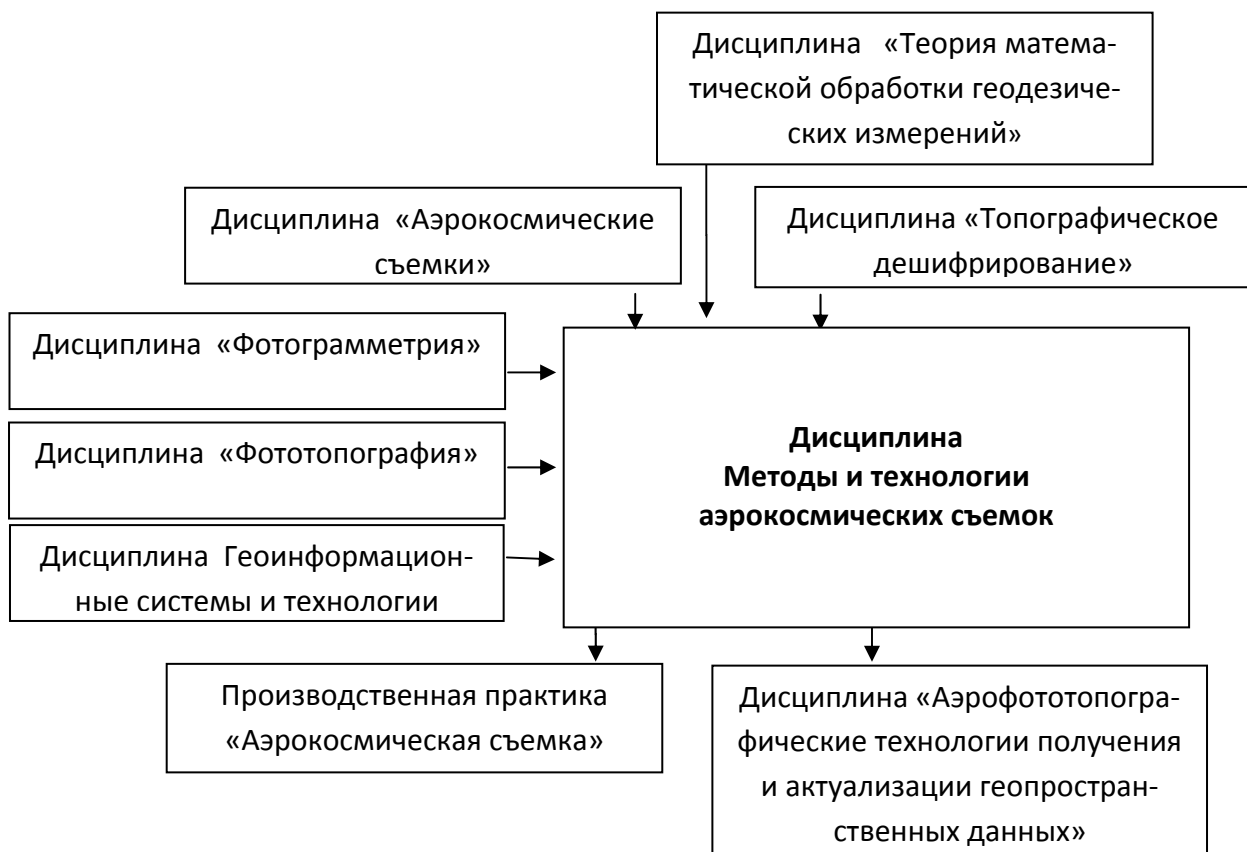 Дисциплина «Теория матема-
тической обработки геодезиче-
ских измерений»
Дисциплина «Аэрокосмические
съемки»
Дисциплина «Топографическое
дешифрирование»
Дисциплина «Фотограмметрия»
Дисциплина «Фототопография»
Дисциплина Геоинформацион-
ные системы и технологии
Дисциплина
Методы и технологии
аэрокосмических съемок
Производственная практика
«Аэрокосмическая съемка»
Дисциплина «Аэрофототопогра-
фические технологии получения
и актуализации геопростран-
ственных данных»